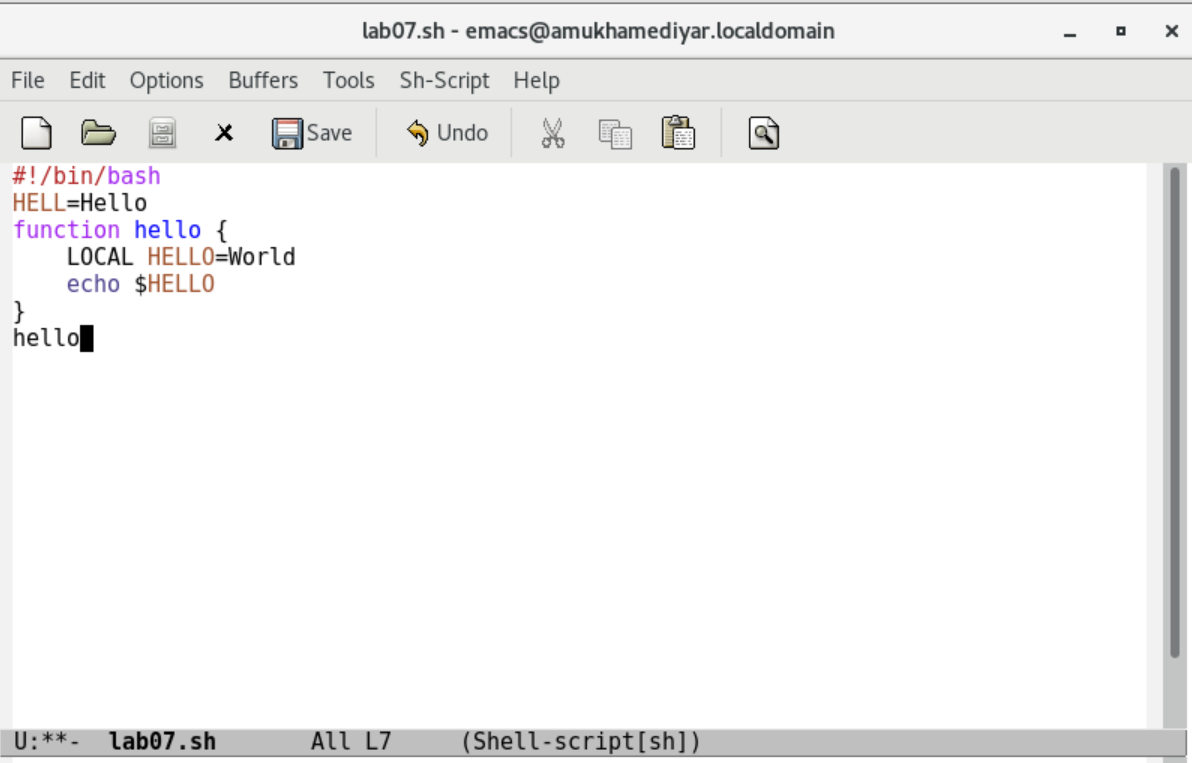 lab07.sh - emacs@amukhamediyar.localdomain
File Edit Options Buffers Tools Sh-Script Help
Save Undo
#!/bin/bash
HELL=Hello
function hello {
    LOCAL HELLO=World
    echo $HELLO
}
hello
U:**-  lab07.sh       All L7     (Shell-script[sh])